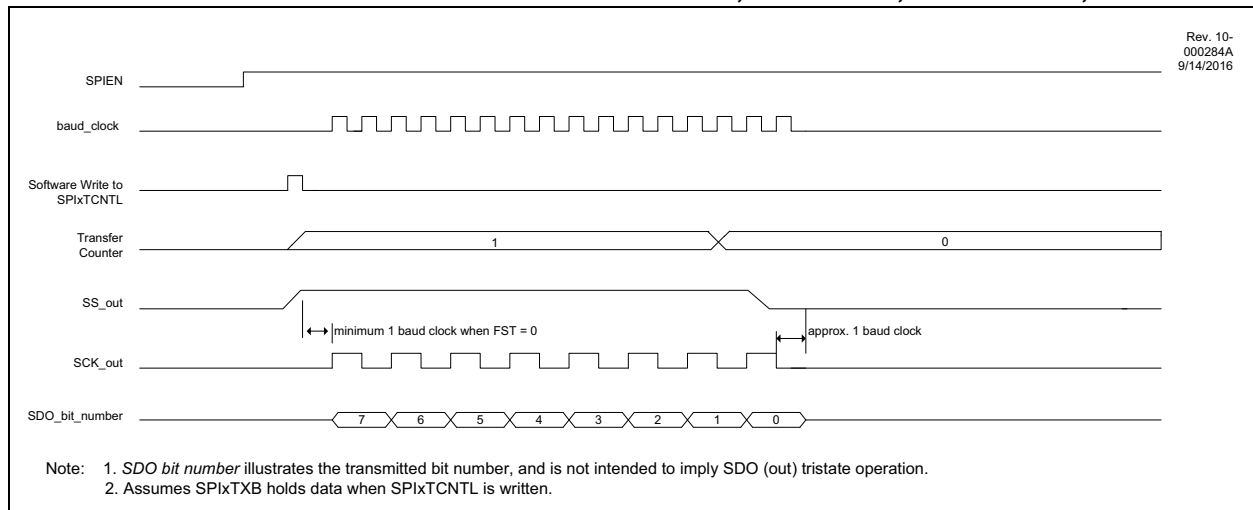 Rev. 10-
000284A
9/14/2016
SPIEN
baud_clock
Software Write to
SPIxTCNTL
Transfer
Counter
1
0
SS_out
minimum 1 baud clock when FST = 0
approx. 1 baud clock
SCK_out
SDO_bit_number
7 6 5 4 3 2 1 0
Note: 1. SDO bit number illustrates the transmitted bit number, and is not intended to imply SDO (out) tristate operation.
2. Assumes SPIxTXB holds data when SPIxTCNTL is written.